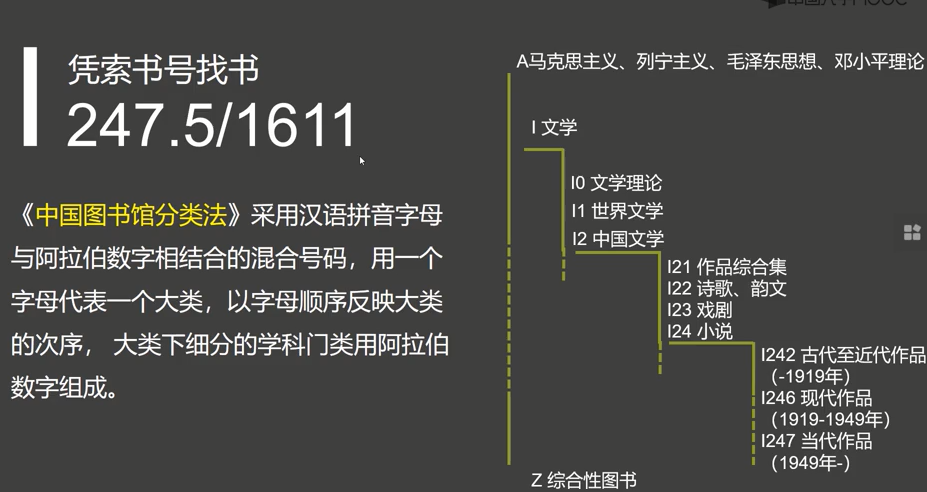 凭索书号找书
247.5/1611
《中国图书馆分类法》采用汉语拼音字母
与阿拉伯数字相结合的混合号码，用一个
字母代表一个大类，以字母顺序反映大类
的次序， 大类下细分的学科门类用阿拉伯
数字组成。
A马克思主义、列宁主义、毛泽东思想、邓小平理论
I 文学
I0 文学理论
I1 世界文学
I2 中国文学
I21 作品综合集
I22 诗歌、韵文
I23 戏剧
I24 小说
I242 古代至近代作品
（-1919年）
I246 现代作品
（1919-1949年）
I247 当代作品
（1949年-）
Z 综合性图书